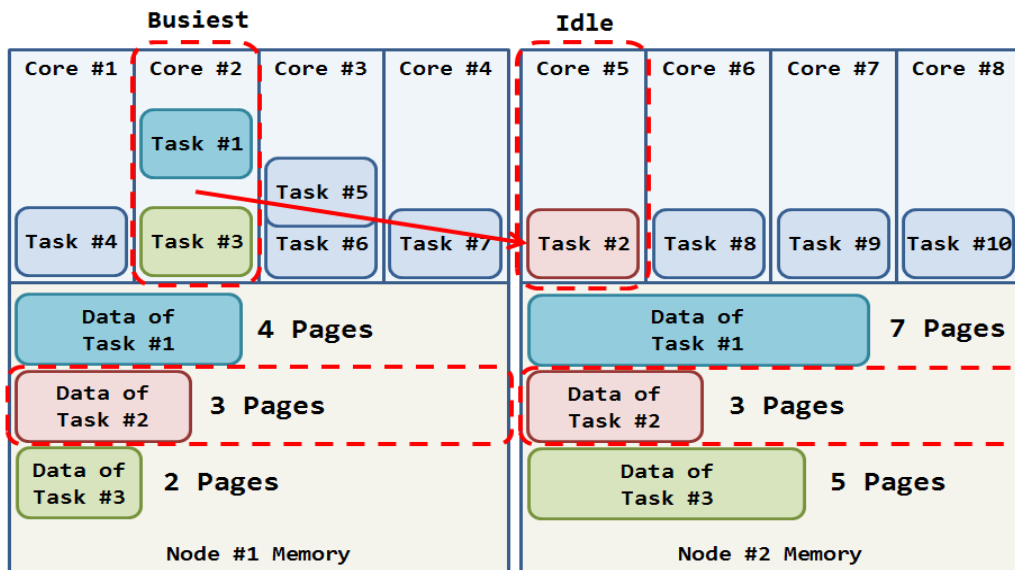 Busiest
Idle
Core #1
Core #2
Core #3
Core #4
Core #5
Core #6
Core #7
Core #8
Task #1
Task #5
Task #4
Task #3
Task #6
Task #7
Task #2
Task #8
Task #9
Task #10
Data of
Task #1
4 Pages
Data of
Task #1
7 Pages
Data of
Task #2
3 Pages
Data of
Task #2
3 Pages
Data of
Task #3
2 Pages
Data of
Task #3
5 Pages
Node #1 Memory
Node #2 Memory